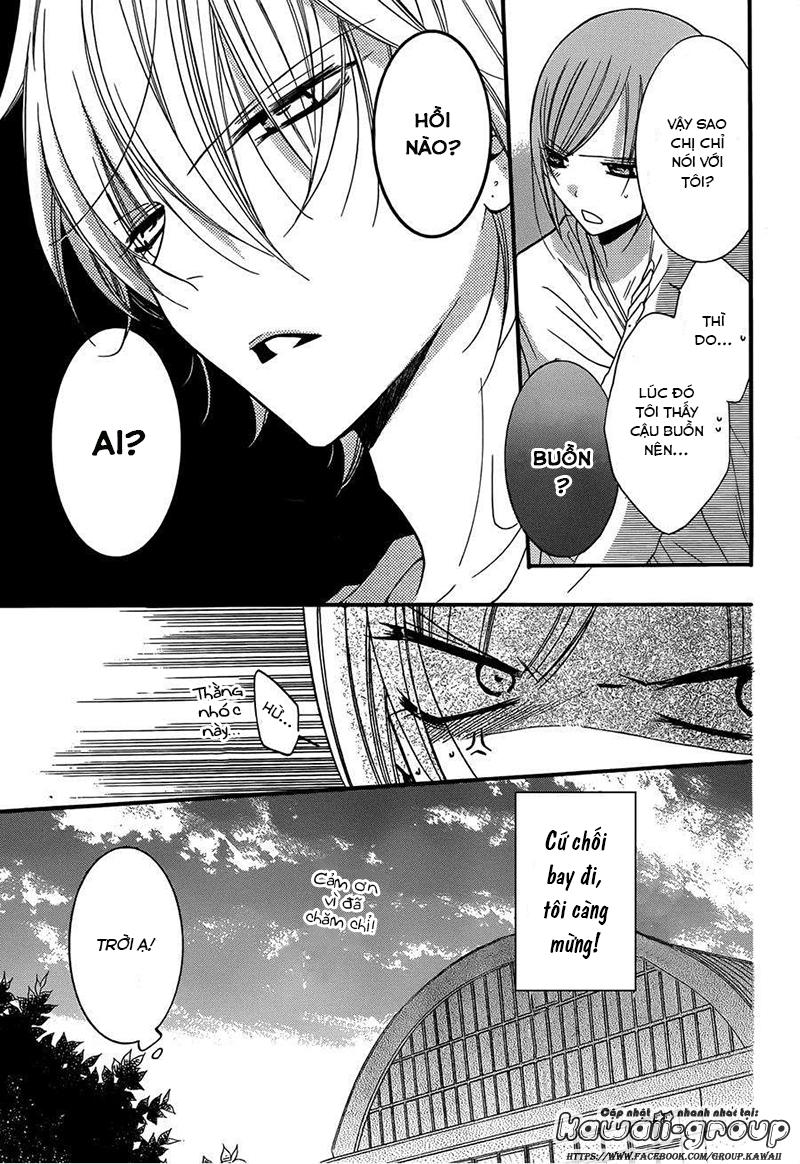 VẬY SAO
CHỊ CHỈ
NÓI VỚI
TÔI?
THÌ
DO...
LÚC ĐÓ
TÔI THẤY
CẬU BUỒN
NÊN...
BUỒN
?
HỒI
NÀO?
AI?
HỪ...
Thằng
nhóc
này...
Cứ chối
bay đi,
tôi càng
mừng!
Cảm ơn
vì đã
chăm chỉ!
TRỜI Ạ!
Cập nhật nhanh nhất tại:
kawaii-group
HTTPS://WWW.FACEBOOK.COM/GROUP.KAWAII